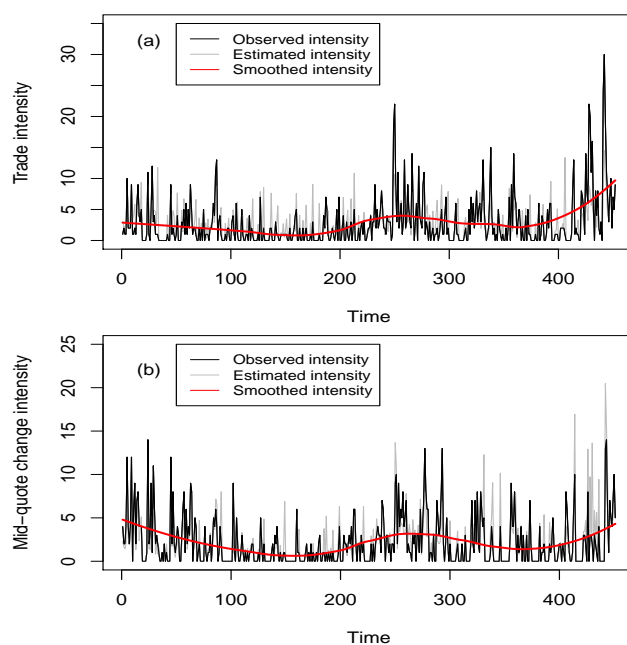 (a)
Observed intensity
Estimated intensity
Smoothed intensity
Trade intensity
30
20
10
5
0
0 100 200 300 400
Time
(b)
Observed intensity
Estimated intensity
Smoothed intensity
Mid−quote change intensity
25
20
15
10
5
0
0 100 200 300 400
Time